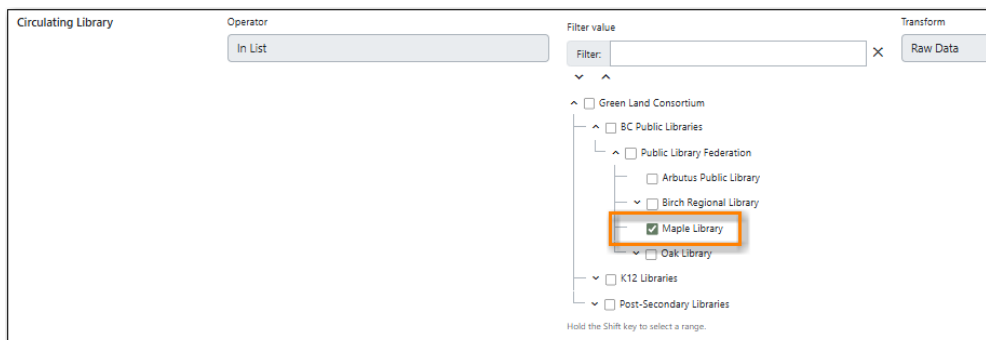 Circulating Library
Operator
In List
Filter value
Filter:
Transform
Raw Data
Green Land Consortium
BC Public Libraries
Public Library Federation
Arbutus Public Library
Birch Regional Library
Maple Library
Oak Library
K12 Libraries
Post-Secondary Libraries
Hold the Shift key to select a range.